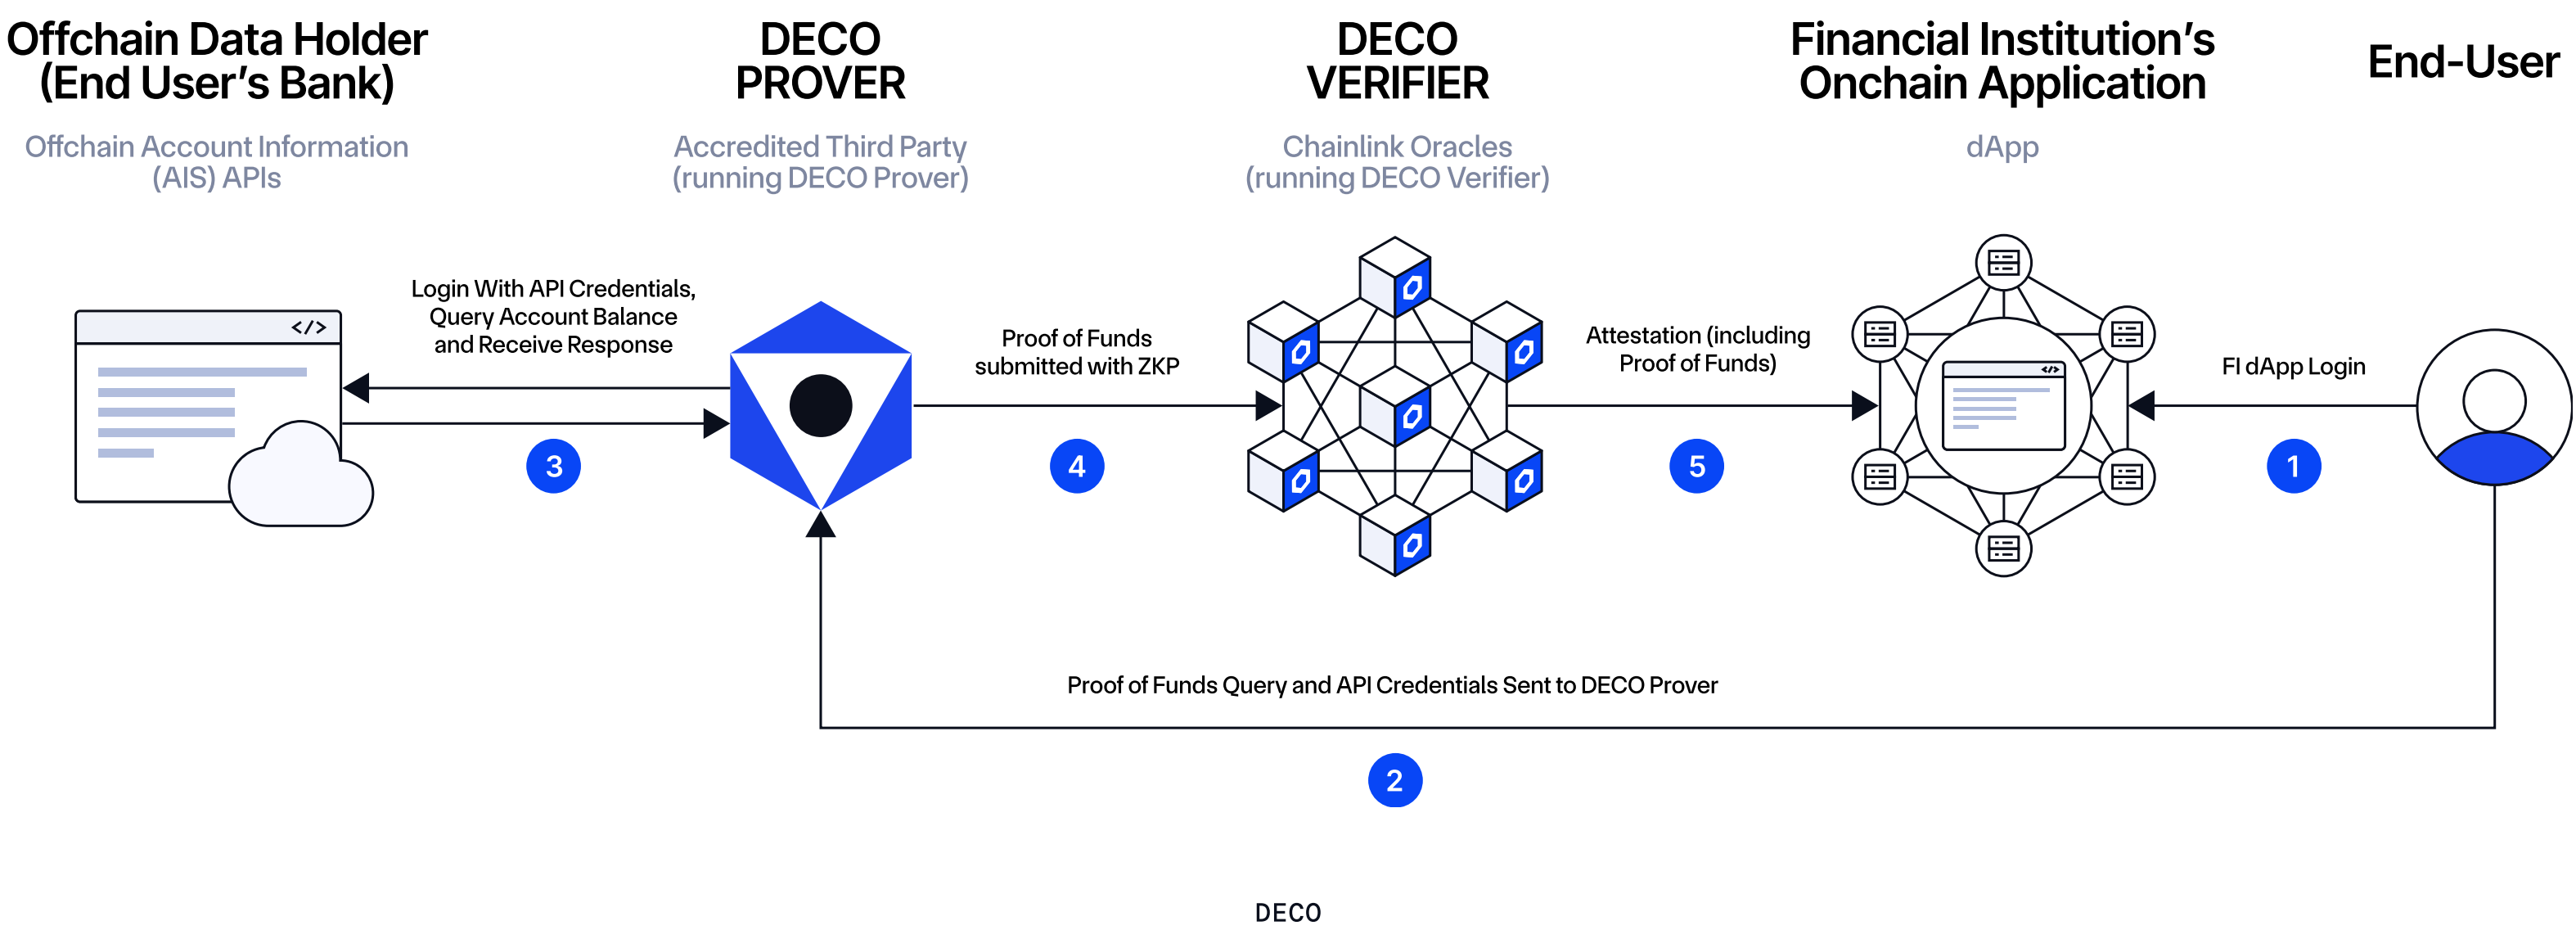 Offchain Data Holder
(End User's Bank)
Offchain Account Information
(AIS) APIs
DECO
PROVER
Accredited Third Party
(running DECO Prover)
DECO
VERIFIER
Chainlink Oracles
(running DECO Verifier)
Financial Institution's
Onchain Application
dApp
End-User
</>
Login With API Credentials,
Query Account Balance
and Receive Response
3
Proof of Funds
submitted with ZKP
4
Attestation (including
Proof of Funds)
5
</>
FI dApp Login
1
Proof of Funds Query and API Credentials Sent to DECO Prover
2
DECO